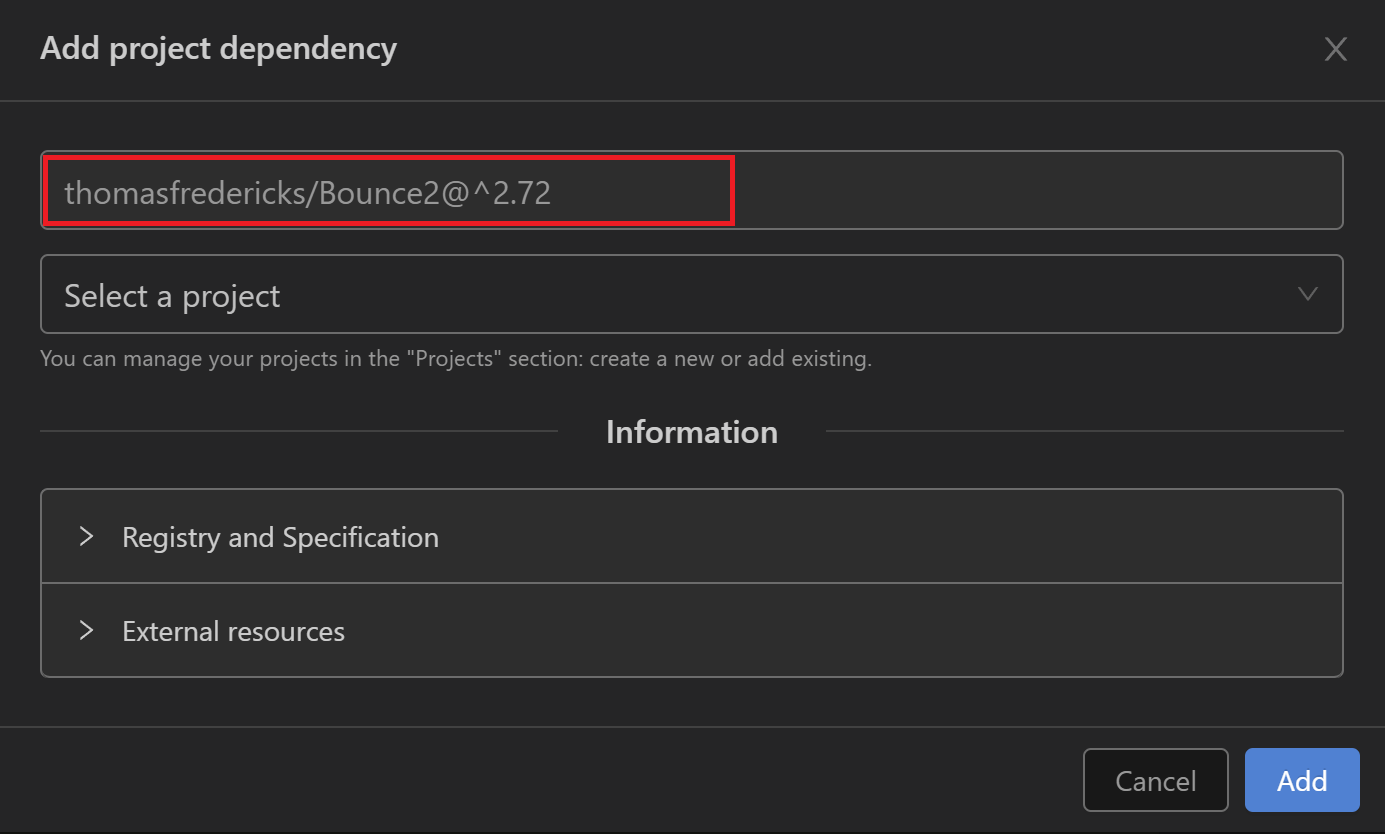 Add project dependency
thomasfredericks/Bounce2@^2.72
Select a project
You can manage your projects in the "Projects" section: create a new or add existing.
Information
Registry and Specification
External resources
Cancel
Add